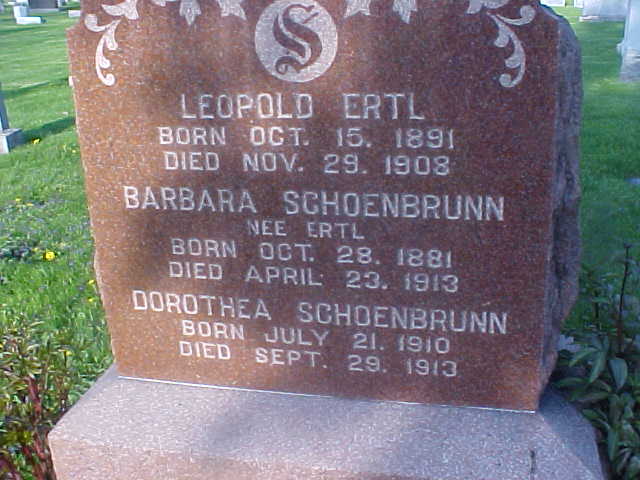 S
LEOPOLD ERTL
BORN OCT. 15. 1891
DIED NOV. 29. 1908
BARBARA SCHOENBRUNN
NEE ERTL
BORN OCT. 28. 1881
DIED APRIL 23. 1913
DOROTHEA SCHOENBRUNN
BORN JULY 21. 1910
DIED SEPT. 29. 1913